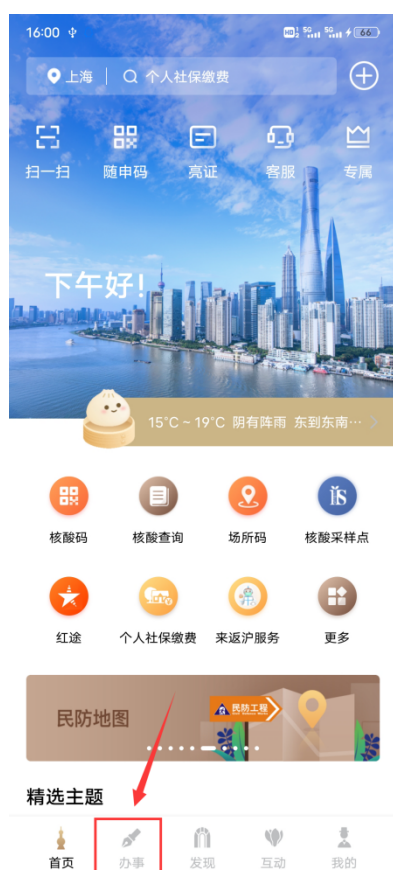 16:00
HD 5G 5G 66
上海 个人社保缴费
扫一扫 随申码 亮证 客服 专属
下午好!
15°C ~ 19°C 阴有阵雨 东到东南…
核酸码 核酸查询 场所码 核酸采样点
红途 个人社保缴费 来返沪服务 更多
民防地图
民防工程
精选主题
首页 办事 发现 互动 我的